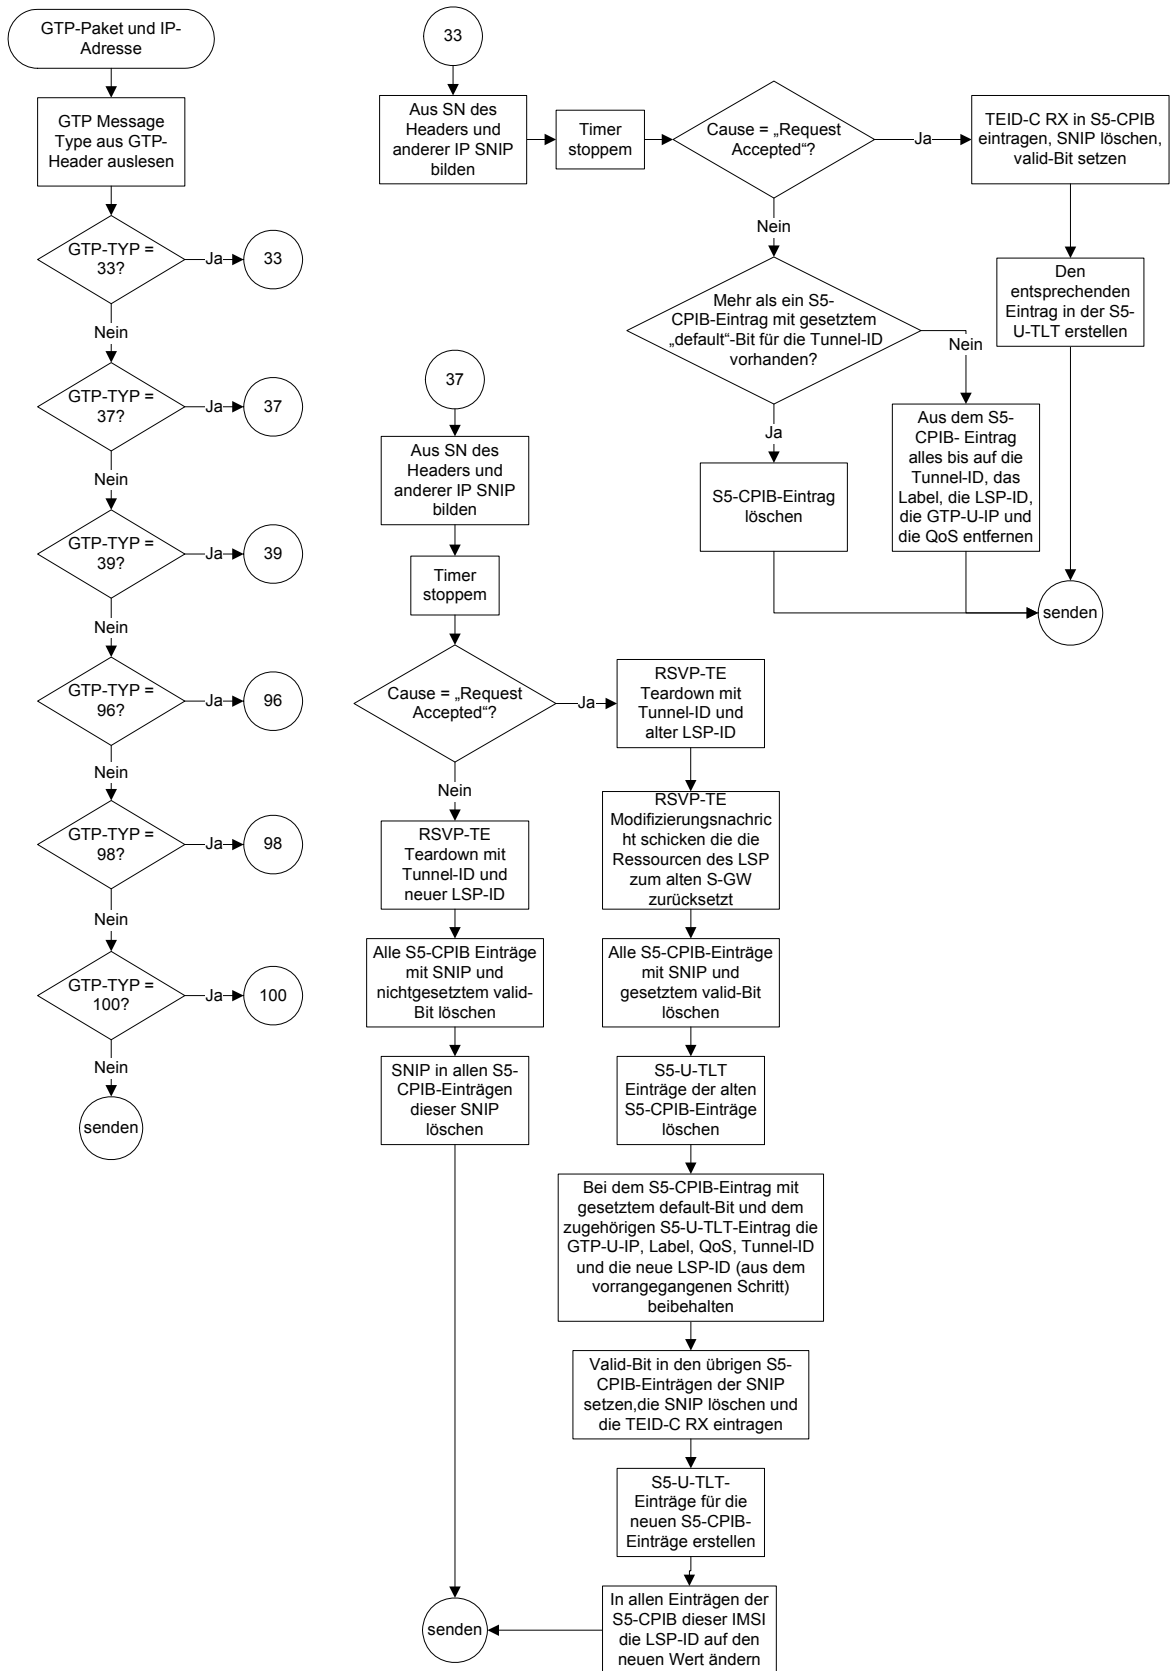 GTP-Paket und IP-
Adresse
GTP Message
Type aus GTP-
Header auslesen
GTP-TYP =
33?
Ja
33
Nein
GTP-TYP =
37?
Ja
37
Nein
GTP-TYP =
39?
Ja
39
Nein
GTP-TYP =
96?
Ja
96
Nein
GTP-TYP =
98?
Ja
98
Nein
GTP-TYP =
100?
Ja
100
Nein
senden
33
Aus SN des
Headers und
anderer IP SNIP
bilden
Timer
stoppem
Cause = „Request
Accepted“?
Ja
TEID-C RX in S5-CPIB
eintragen, SNIP löschen,
valid-Bit setzen
Den
entsprechenden
Eintrag in der S5-
U-TLT erstellen
Nein
Mehr als ein S5-
CPIB-Eintrag mit gesetztem
„default“-Bit für die Tunnel-ID
vorhanden?
Nein
Aus dem S5-
CPIB- Eintrag
alles bis auf die
Tunnel-ID, das
Label, die LSP-ID,
die GTP-U-IP und
die QoS entfernen
Ja
S5-CPIB-Eintrag
löschen
senden
37
Aus SN des
Headers und
anderer IP SNIP
bilden
Timer
stoppem
Cause = „Request
Accepted“?
Ja
Nein
RSVP-TE
Teardown mit
Tunnel-ID und
neuer LSP-ID
Alle S5-CPIB Einträge
mit SNIP und
nichtgesetztem valid-
Bit löschen
SNIP in allen S5-
CPIB-Einträgen
dieser SNIP
löschen
RSVP-TE
Teardown mit
Tunnel-ID und
alter LSP-ID
RSVP-TE
Modifizierungsnachric
ht schicken die die
Ressourcen des LSP
zum alten S-GW
zurücksetzt
Alle S5-CPIB-Einträge
mit SNIP und
gesetztem valid-Bit
löschen
S5-U-TLT
Einträge der alten
S5-CPIB-Einträge
löschen
Bei dem S5-CPIB-Eintrag mit
gesetztem default-Bit und dem
zugehörigen S5-U-TLT-Eintrag die
GTP-U-IP, Label, QoS, Tunnel-ID
und die neue LSP-ID (aus dem
vorrangegangenen Schritt)
beibehalten
Valid-Bit in den übrigen S5-
CPIB-Einträgen der SNIP
setzen,die SNIP löschen und
die TEID-C RX eintragen
S5-U-TLT-
Einträge für die
neuen S5-CPIB-
Einträge erstellen
In allen Einträgen der
S5-CPIB dieser IMSI
die LSP-ID auf den
neuen Wert ändern
senden